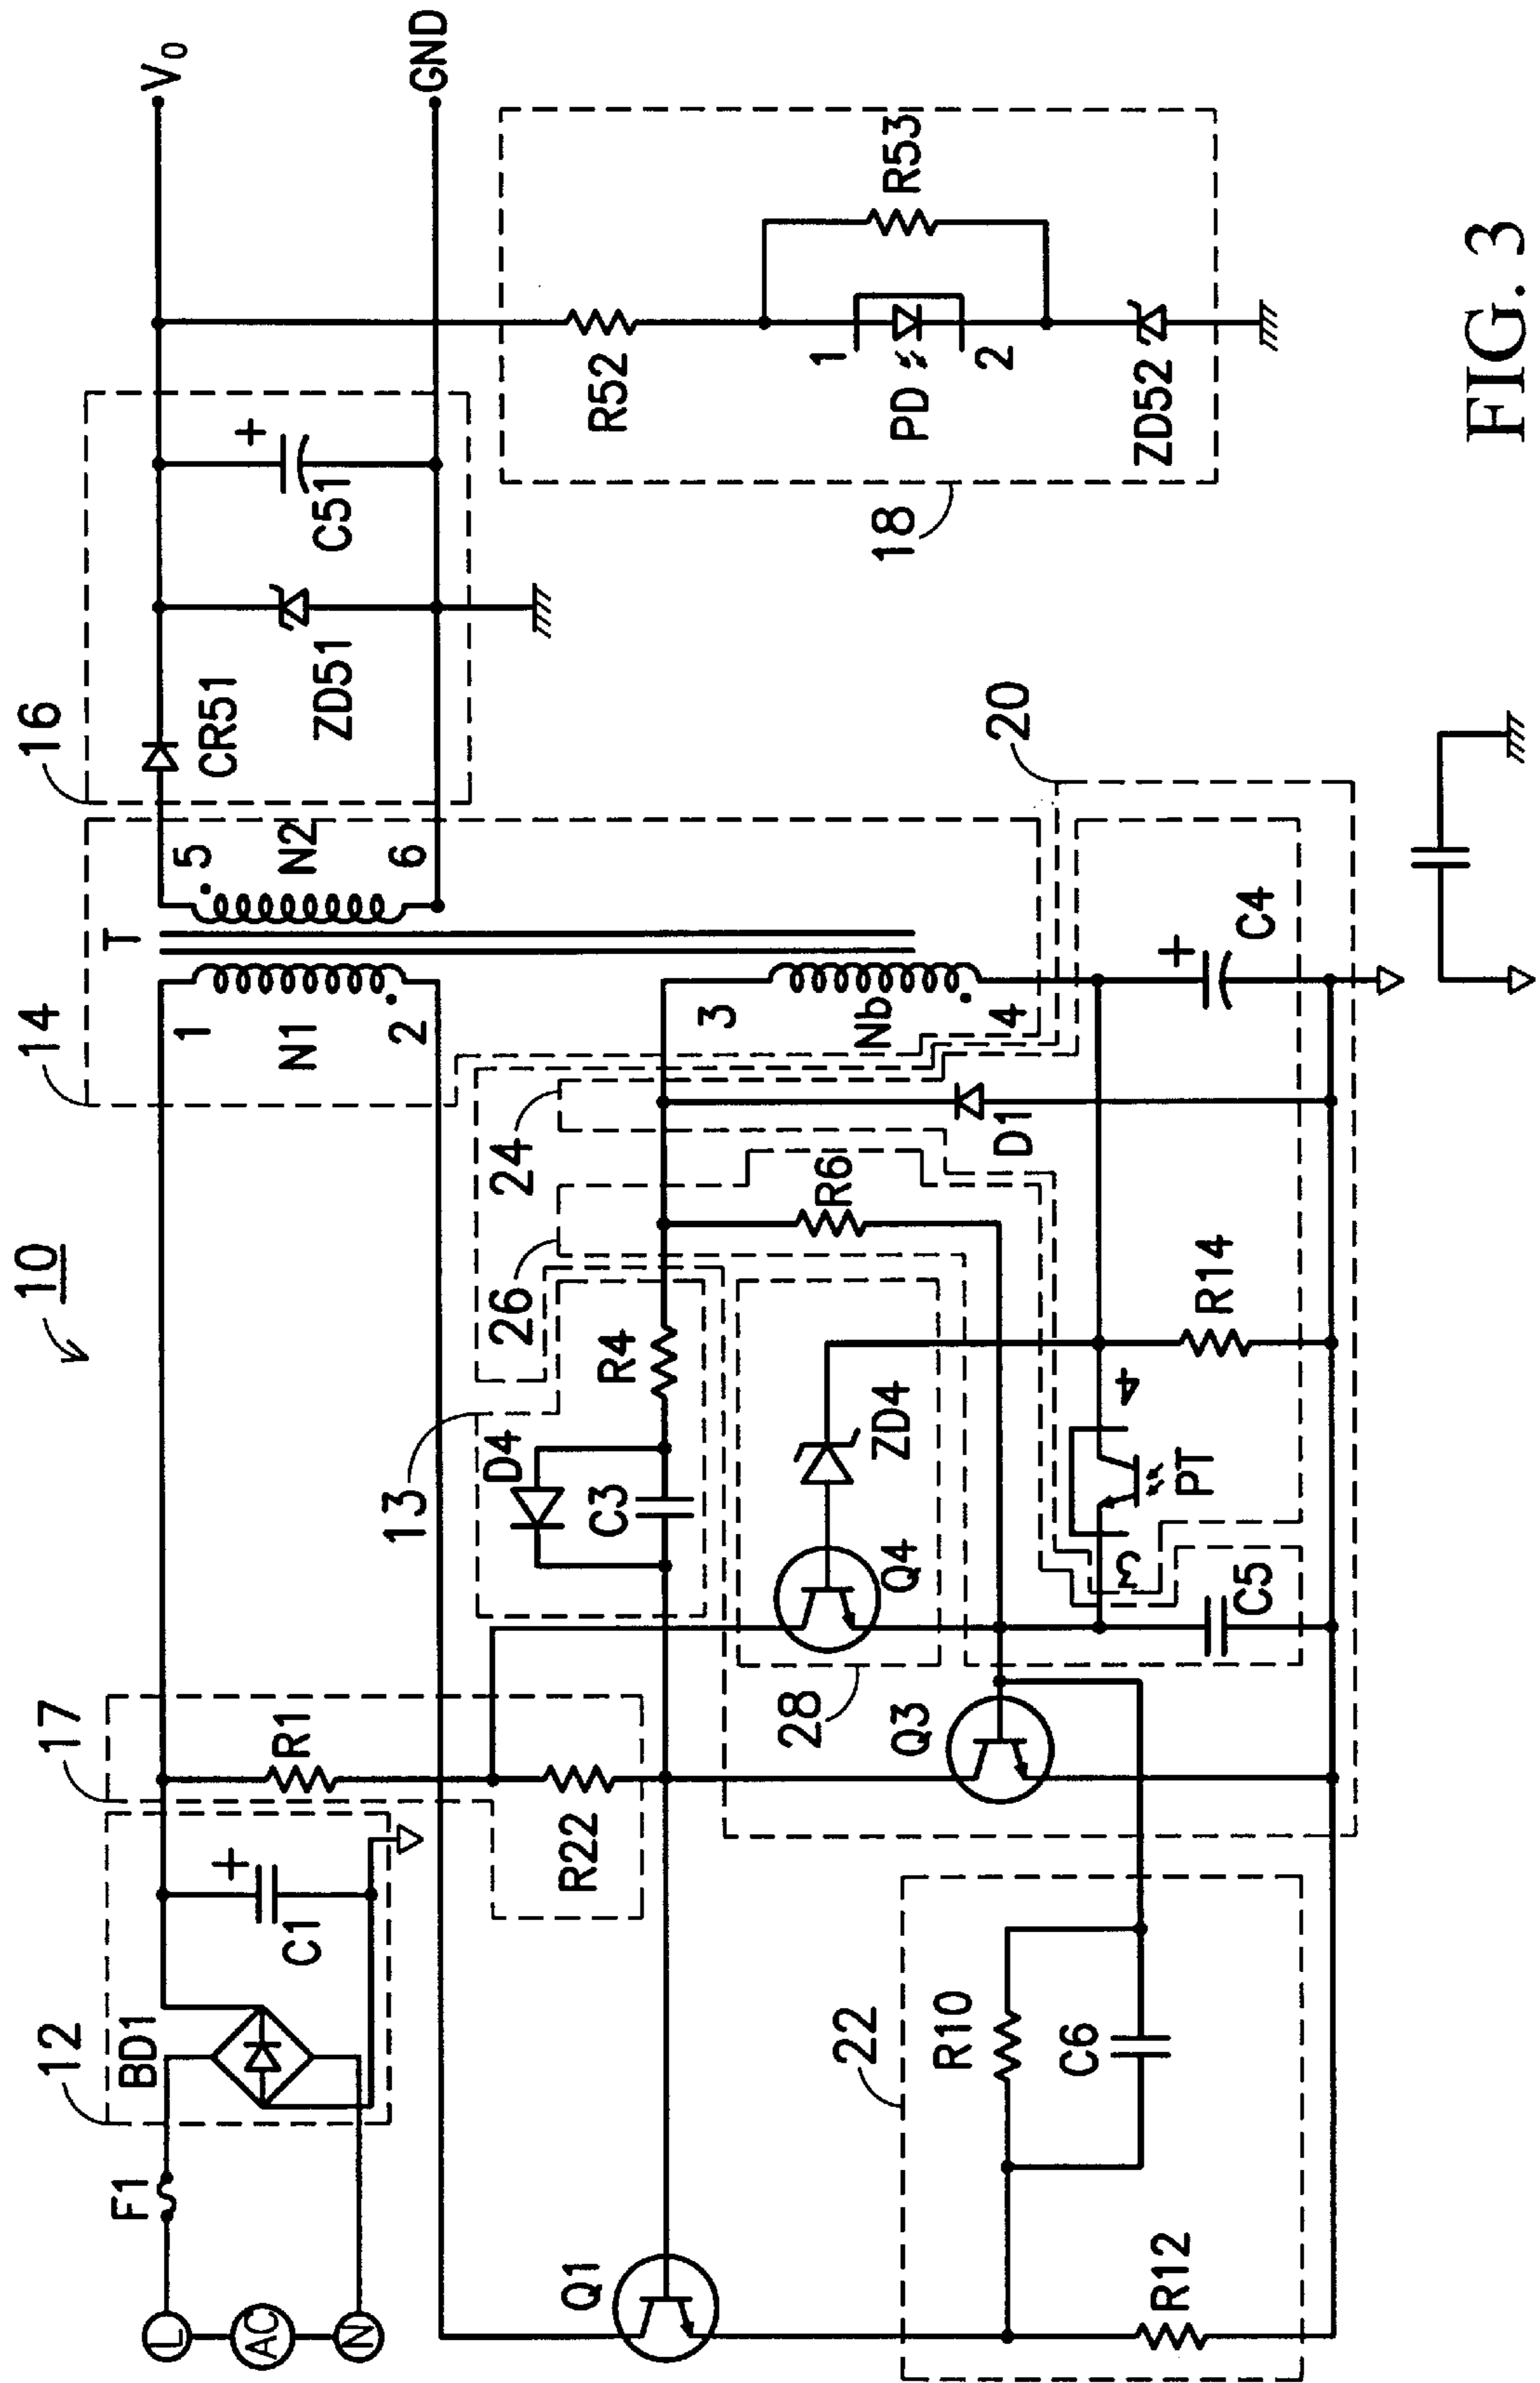 10
12
17
14
16
L
AC
N
F1
BD1
C1
+
R1
R22
T
1
N1
2
5
N2
6
CR51
ZD51
C51
+
V0
GND
13
D4
C3
R4
26
24
3
Nb
4
Q1
28
Q4
ZD4
R6
D1
20
18
R52
1
PD
2
R53
ZD52
22
R10
C6
R12
Q3
3
PT
4
C5
R14
C4
+
FIG. 3